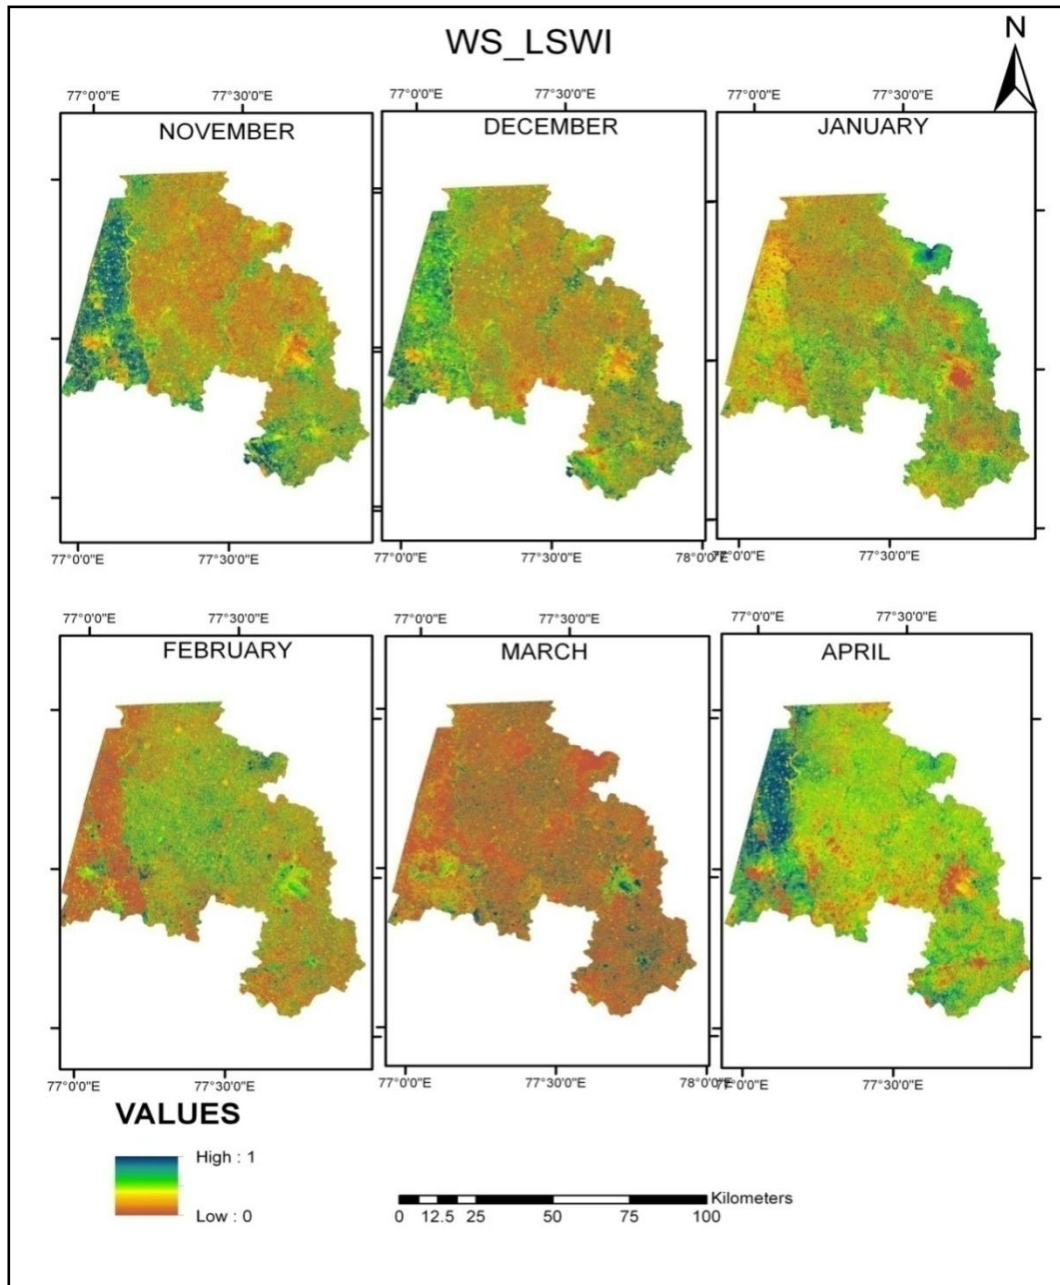 WS_LSWI
N
77°0'0"E 77°30'0"E 77°0'0"E 77°30'0"E 77°0'0"E 77°30'0"E
NOVEMBER DECEMBER JANUARY
77°0'0"E 77°30'0"E 77°0'0"E 77°30'0"E 78°0'0"E 77°0'0"E 77°30'0"E
77°0'0"E 77°30'0"E 77°0'0"E 77°30'0"E 77°0'0"E 77°30'0"E
FEBRUARY MARCH APRIL
77°0'0"E 77°30'0"E 77°0'0"E 77°30'0"E 78°0'0"E 77°0'0"E 77°30'0"E
VALUES
High : 1
Low : 0
Kilometers
0 12.5 25 50 75 100